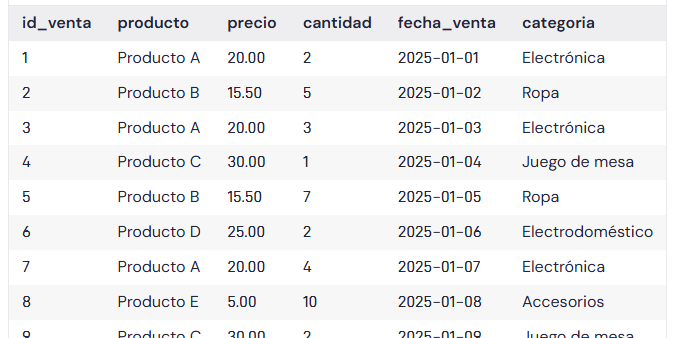 id_venta producto precio cantidad fecha_venta categoria
1 Producto A 20.00 2 2025-01-01 Electrónica
2 Producto B 15.50 5 2025-01-02 Ropa
3 Producto A 20.00 3 2025-01-03 Electrónica
4 Producto C 30.00 1 2025-01-04 Juego de mesa
5 Producto B 15.50 7 2025-01-05 Ropa
6 Producto D 25.00 2 2025-01-06 Electrodoméstico
7 Producto A 20.00 4 2025-01-07 Electrónica
8 Producto E 5.00 10 2025-01-08 Accesorios
9 Producto C 30.00 2 2025-01-09 Juego de mesa